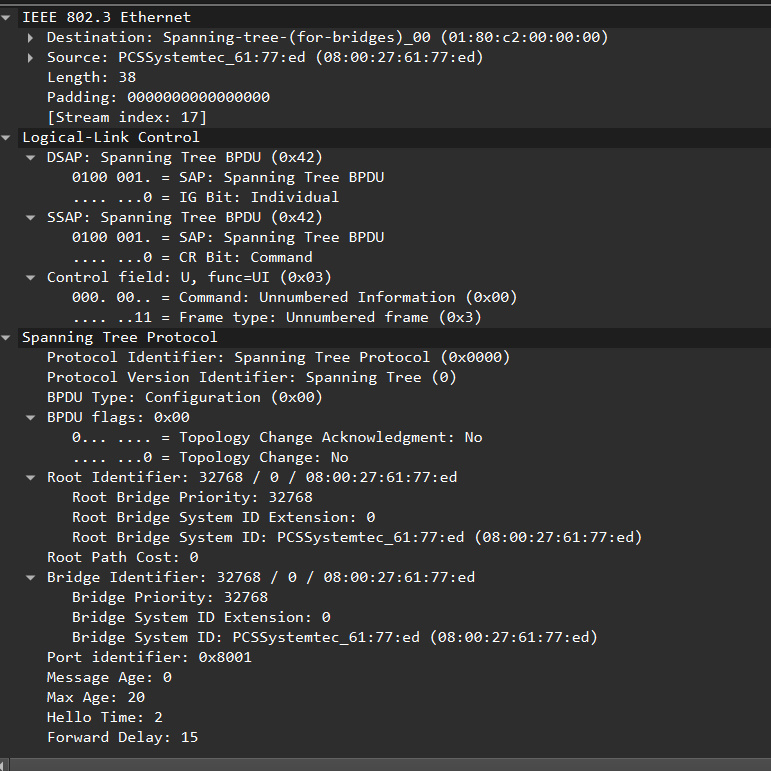 IEEE 802.3 Ethernet
Destination: Spanning-tree-(for-bridges)_00 (01:80:c2:00:00:00)
Source: PCSSystemtec_61:77:ed (08:00:27:61:77:ed)
Length: 38
Padding: 0000000000000000
[Stream index: 17]
Logical-Link Control
DSAP: Spanning Tree BPDU (0x42)
0100 001. = SAP: Spanning Tree BPDU
.... ...0 = IG Bit: Individual
SSAP: Spanning Tree BPDU (0x42)
0100 001. = SAP: Spanning Tree BPDU
.... ...0 = CR Bit: Command
Control field: U, func=UI (0x03)
000. 00.. = Command: Unnumbered Information (0x00)
.... ..11 = Frame type: Unnumbered frame (0x3)
Spanning Tree Protocol
Protocol Identifier: Spanning Tree Protocol (0x0000)
Protocol Version Identifier: Spanning Tree (0)
BPDU Type: Configuration (0x00)
BPDU flags: 0x00
0... .... = Topology Change Acknowledgment: No
.... ...0 = Topology Change: No
Root Identifier: 32768 / 0 / 08:00:27:61:77:ed
Root Bridge Priority: 32768
Root Bridge System ID Extension: 0
Root Bridge System ID: PCSSystemtec_61:77:ed (08:00:27:61:77:ed)
Root Path Cost: 0
Bridge Identifier: 32768 / 0 / 08:00:27:61:77:ed
Bridge Priority: 32768
Bridge System ID Extension: 0
Bridge System ID: PCSSystemtec_61:77:ed (08:00:27:61:77:ed)
Port identifier: 0x8001
Message Age: 0
Max Age: 20
Hello Time: 2
Forward Delay: 15